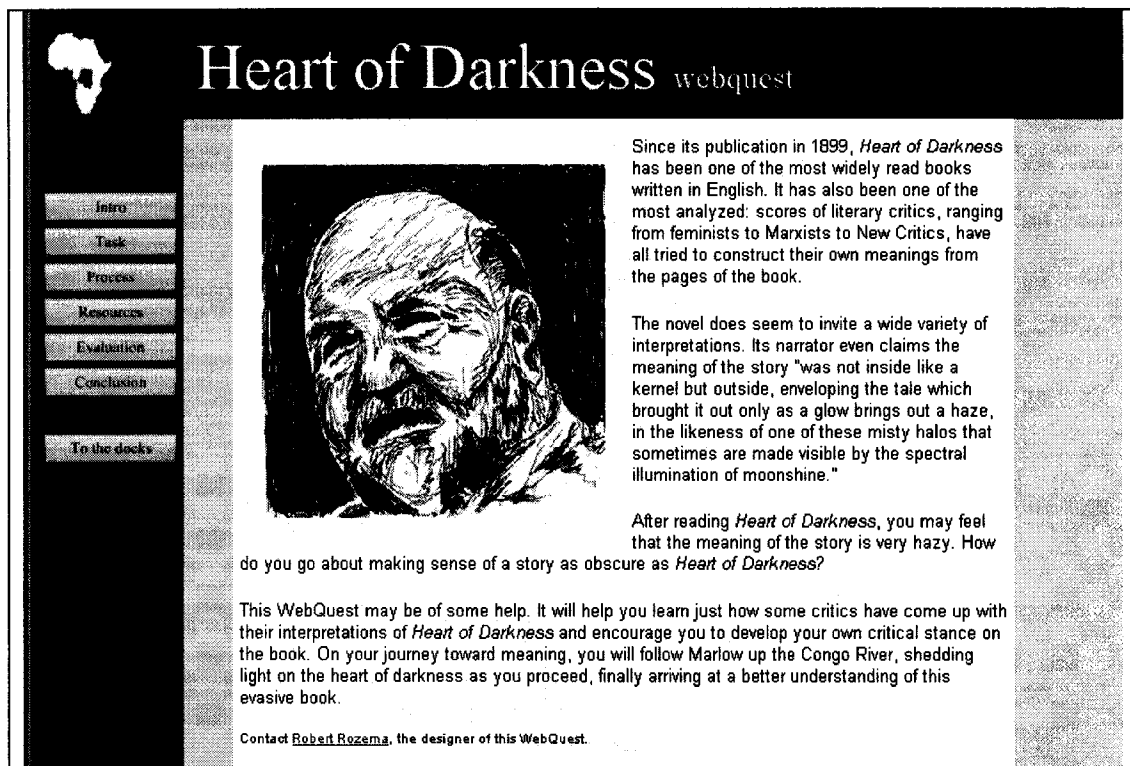 Heart of Darkness webquest
Intro
Task
Process
Resources
Evaluation
Conclusion
To the docks
Since its publication in 1899, Heart of Darkness
has been one of the most widely read books
written in English. It has also been one of the
most analyzed: scores of literary critics, ranging
from feminists to Marxists to New Critics, have
all tried to construct their own meanings from
the pages of the book.
The novel does seem to invite a wide variety of
interpretations. Its narrator even claims the
meaning of the story "was not inside like a
kernel but outside, enveloping the tale which
brought it out only as a glow brings out a haze,
in the likeness of one of these misty halos that
sometimes are made visible by the spectral
illumination of moonshine."
After reading Heart of Darkness, you may feel
that the meaning of the story is very hazy. How
do you go about making sense of a story as obscure as Heart of Darkness?
This WebQuest may be of some help. It will help you learn just how some critics have come up with
their interpretations of Heart of Darkness and encourage you to develop your own critical stance on
the book. On your journey toward meaning, you will follow Marlow up the Congo River, shedding
light on the heart of darkness as you proceed, finally arriving at a better understanding of this
evasive book.
Contact Robert Rozema, the designer of this WebQuest.